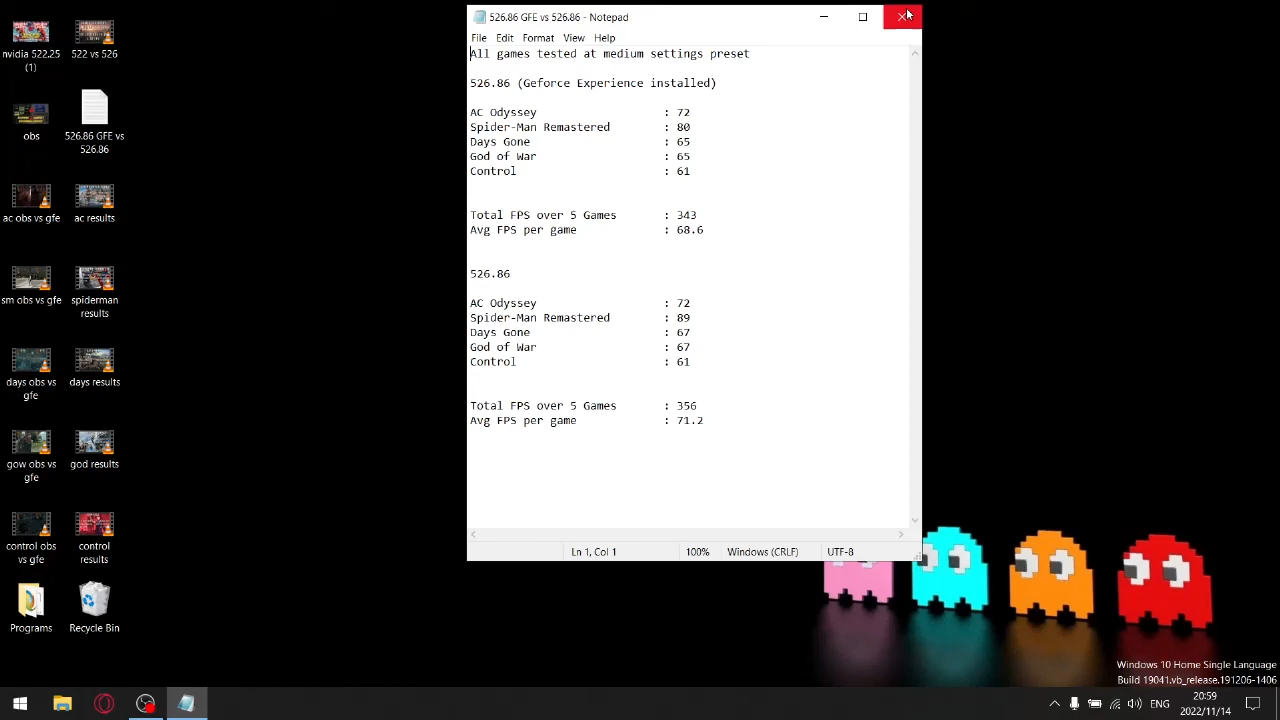 nvidia 522.25
(1)
522 vs 526
obs
526.86 GFE vs
526.86
ac obs vs gfe
ac results
sm obs vs gfe
spiderman
results
days obs vs
gfe
days results
gow obs vs
gfe
god results
control obs
vs gfe
control
results
Programs
Recycle Bin
526.86 GFE vs 526.86 - Notepad
File Edit Format View Help
All games tested at medium settings preset
526.86 (Geforce Experience installed)
AC Odyssey : 72
Spider-Man Remastered : 80
Days Gone : 65
God of War : 65
Control : 61
Total FPS over 5 Games : 343
Avg FPS per game : 68.6
526.86
AC Odyssey : 72
Spider-Man Remastered : 89
Days Gone : 67
God of War : 67
Control : 61
Total FPS over 5 Games : 356
Avg FPS per game : 71.2
Ln 1, Col 1 100% Windows (CRLF) UTF-8
Windows 10 Home Single Language
Build 19041.vb_release.191206-1406
ENG
20:59
2022/11/14